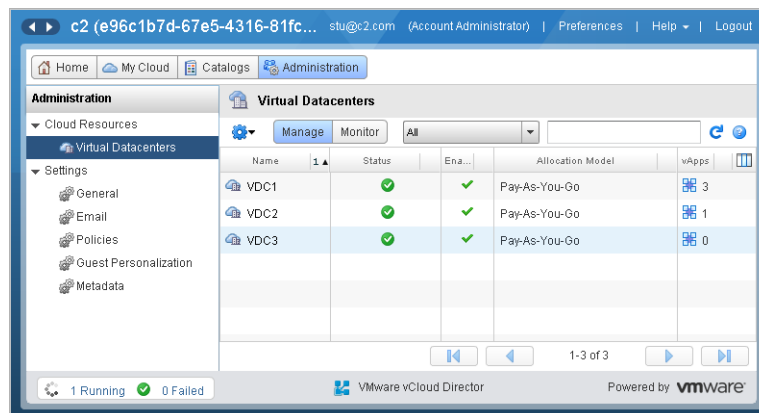 c2 (e96c1b7d-67e5-4316-81fc... stu@c2.com (Account Administrator) | Preferences | Help | Logout
Home My Cloud Catalogs Administration
Administration
Virtual Datacenters
Cloud Resources
Virtual Datacenters
Settings
General
Email
Policies
Guest Personalization
Metadata
Manage Monitor All
Name 1 Status Ena... Allocation Model vApps
VDC1 Pay-As-You-Go 3
VDC2 Pay-As-You-Go 1
VDC3 Pay-As-You-Go 0
1-3 of 3
1 Running 0 Failed VMware vCloud Director Powered by vmware